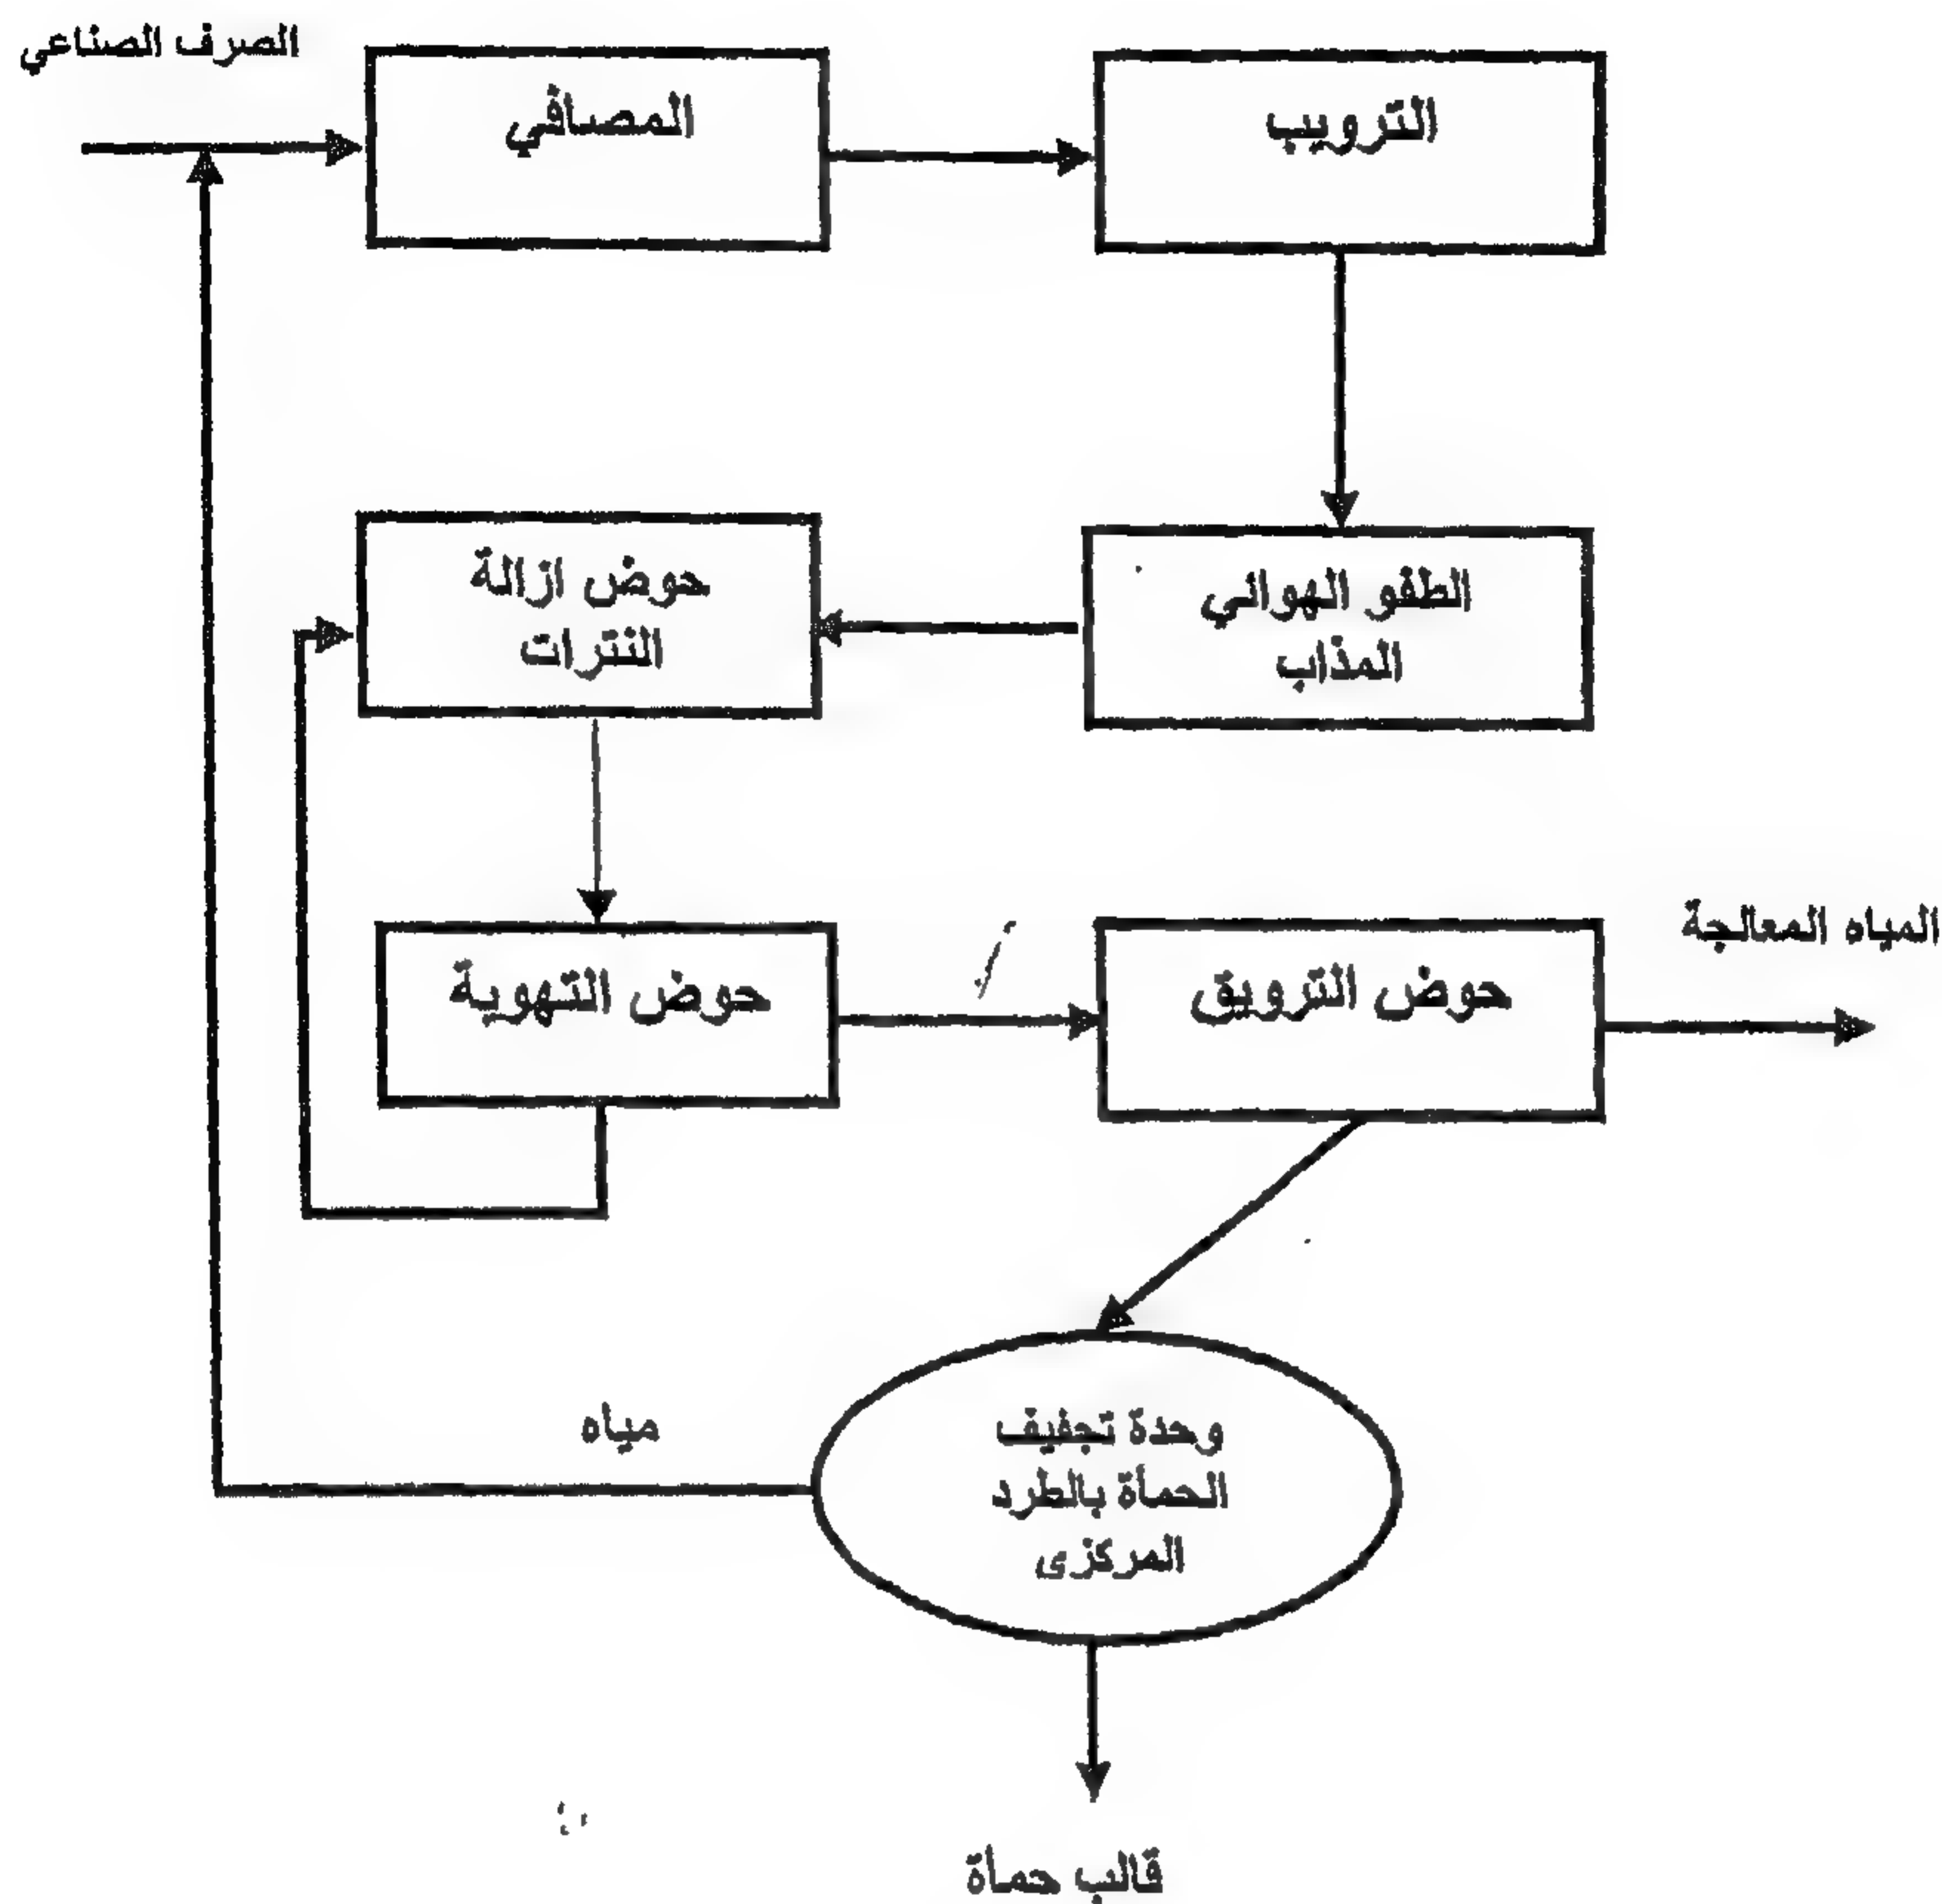 الصرف الصناعي
المصافي
الترويب
الطفو الهوائي
المذاب
حوض ازالة
النترات
حوض التهوية
حوض الترويق
المياه المعالجة
وحدة تجفيف
الحمأة بالطرد
المركزى
مياه
قالب حمأة